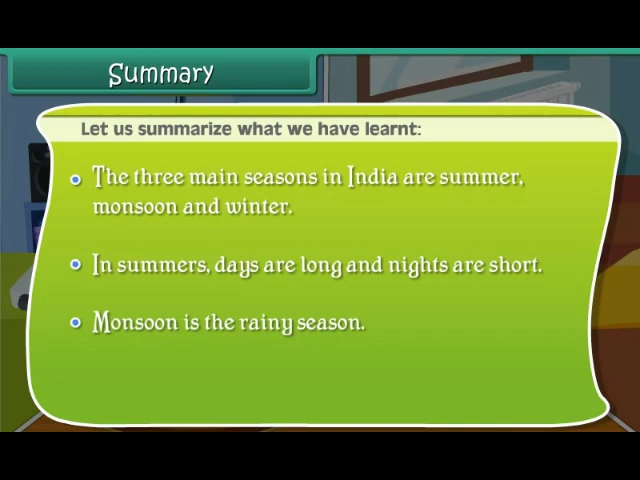 Summary
Let us summarize what we have learnt:
The three main seasons in India are summer,
monsoon and winter.
In summers, days are long and nights are short.
Monsoon is the rainy season.